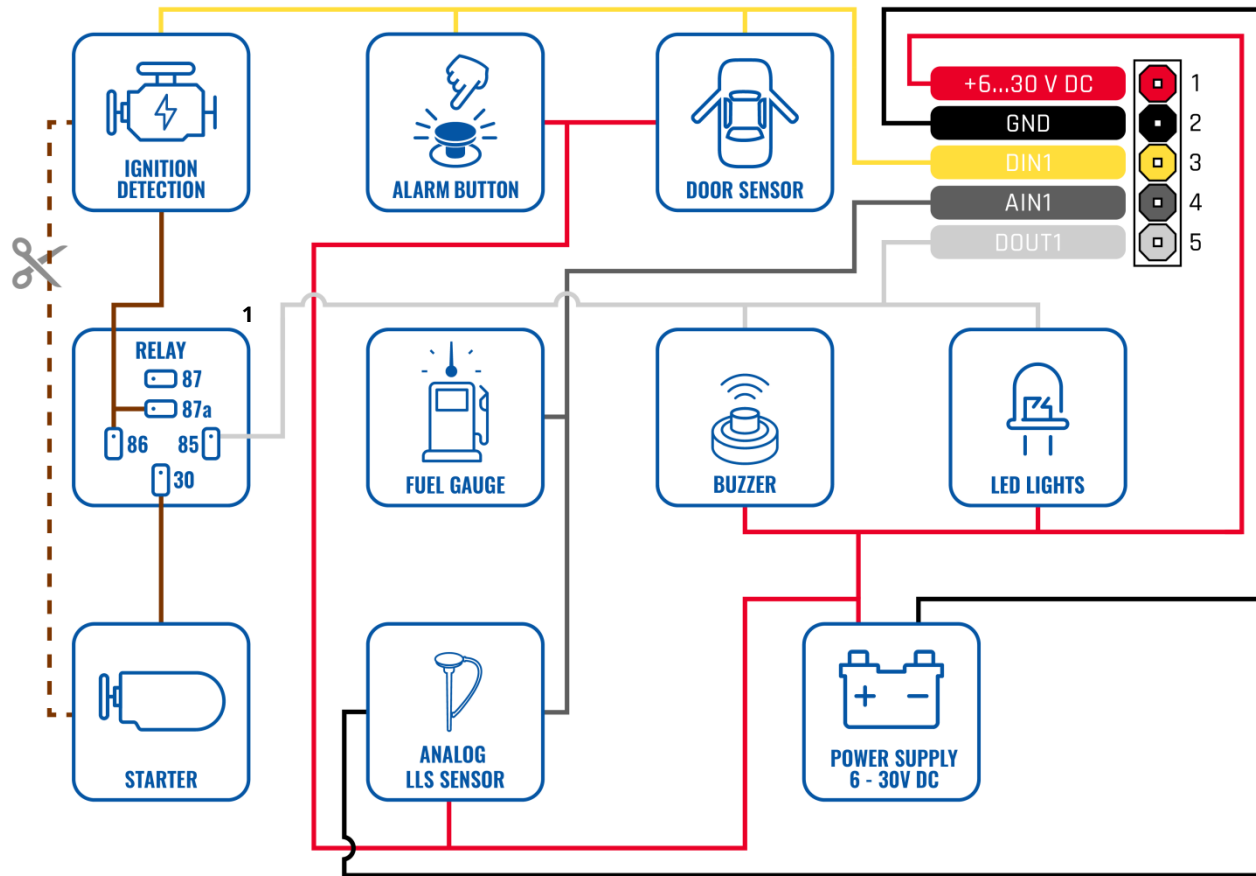 +6...30 V DC
1
GND
2
DIN1
3
AIN1
4
DOUT1
5
IGNITION
DETECTION
ALARM BUTTON
DOOR SENSOR
1
RELAY
87
87a
86
85
30
FUEL GAUGE
BUZZER
LED LIGHTS
STARTER
ANALOG
LLS SENSOR
POWER SUPPLY
6 - 30V DC